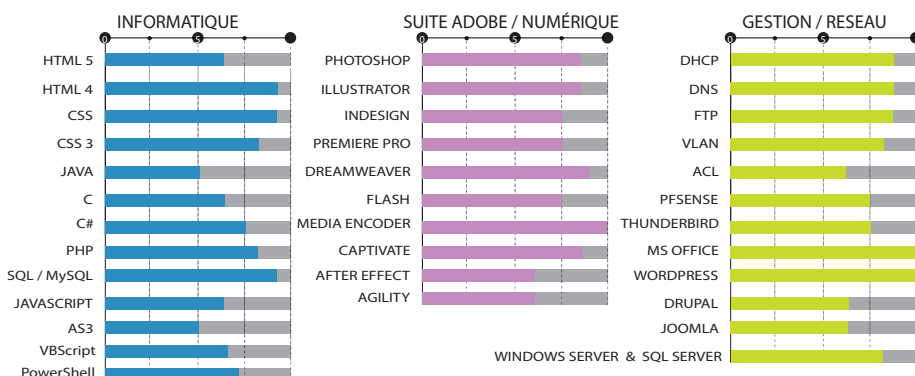 INFORMATIQUE
0 5
HTML 5
HTML 4
CSS
CSS 3
JAVA
C
C#
PHP
SQL / MySQL
JAVASCRIPT
AS3
VBScript
PowerShell
SUITE ADOBE / NUMÉRIQUE
0 5
PHOTOSHOP
ILLUSTRATOR
INDESIGN
PREMIERE PRO
DREAMWEAVER
FLASH
MEDIA ENCODER
CAPTIVATE
AFTER EFFECT
AGILITY
GESTION / RESEAU
0 5
DHCP
DNS
FTP
VLAN
ACL
PFSENSE
THUNDERBIRD
MS OFFICE
WORDPRESS
DRUPAL
JOOMLA
WINDOWS SERVER & SQL SERVER